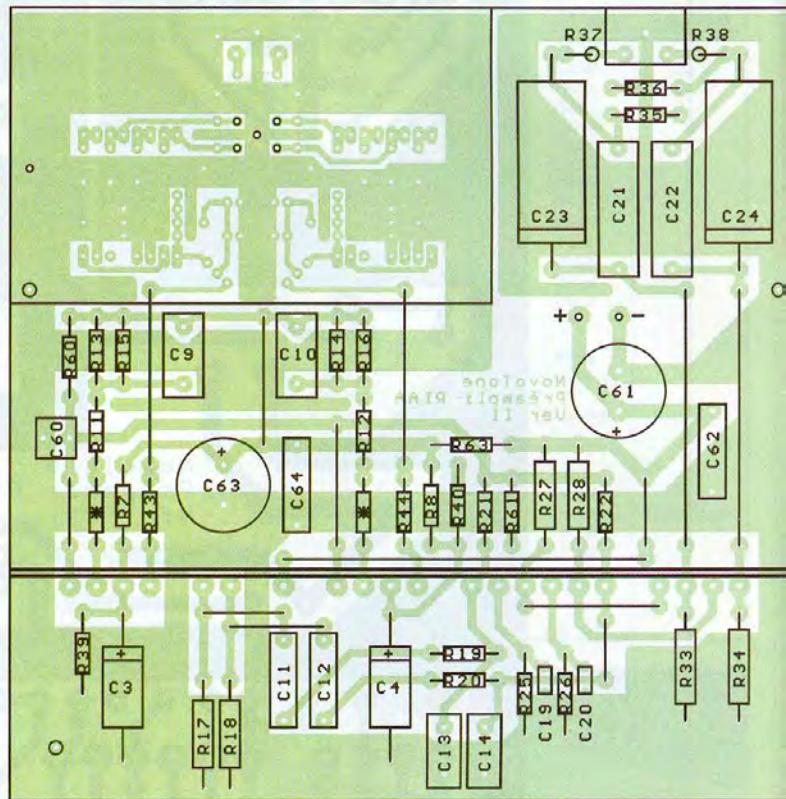 R37 R38
R36
R35
C23 C21 C22 C24
+ -
R60 R13 R15 C9 C10 R14 R16
NovoTone
Préampli-RIAA
Ver II
C61
+
C60 R11 R12 R63 C62
+
C63 C64
* R7 R43 * R44 R8 R40 R21 R61 R27 R28 R22
R39 + C3 R17 R18 C11 C12 + C4 R19
R20
R25 C19 R26 C20 R33 R34
C13 C14